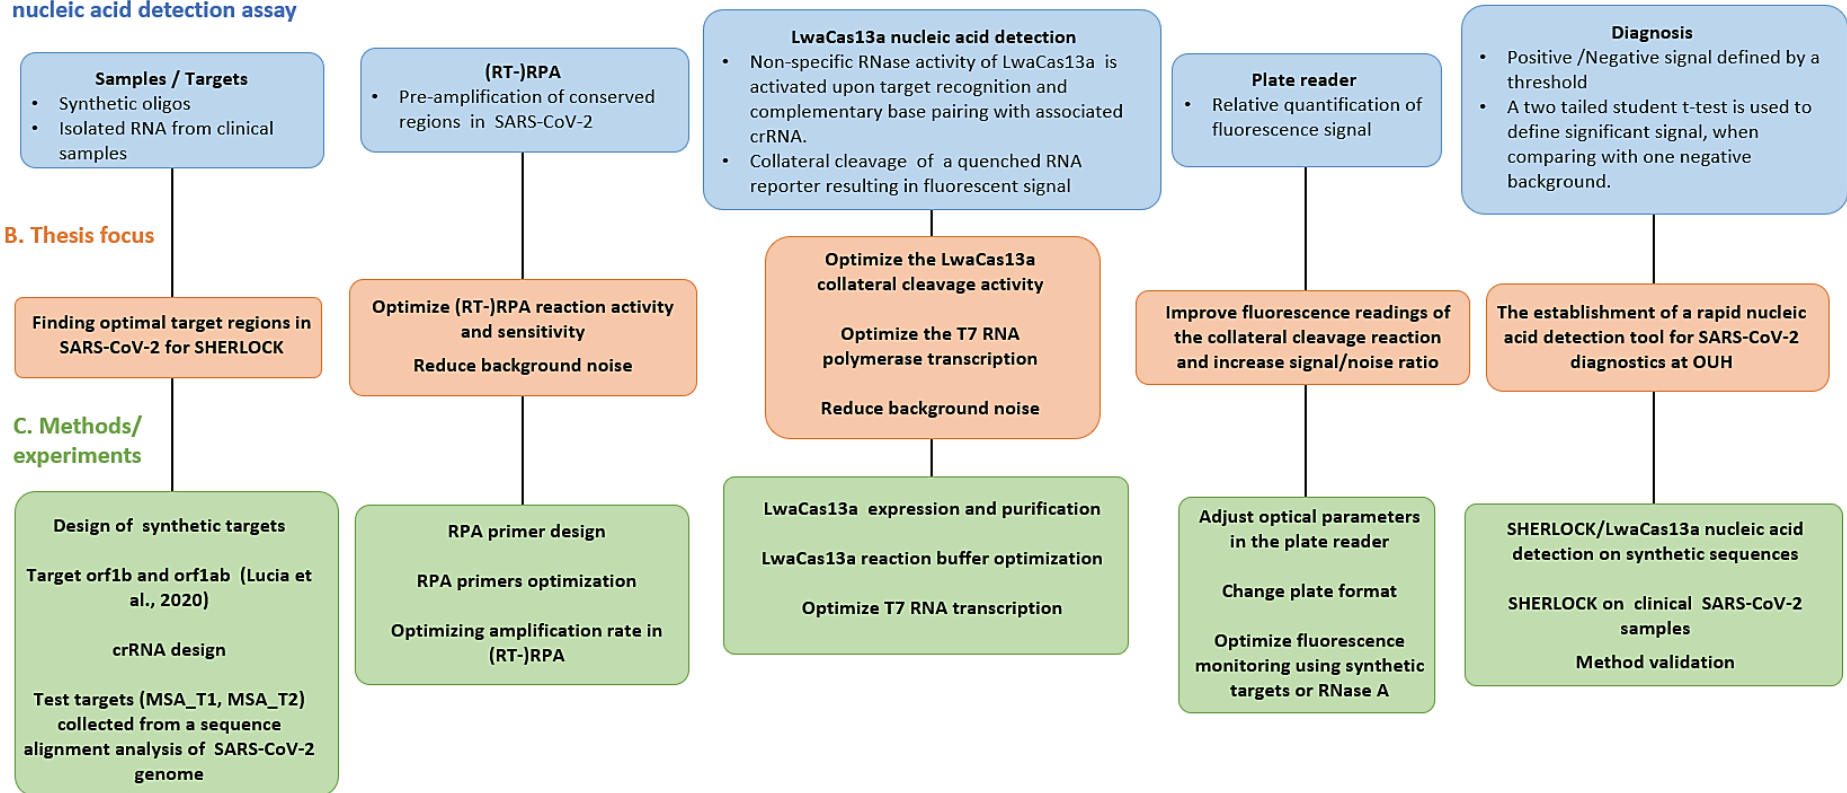 nucleic acid detection assay
Samples / Targets
• Synthetic oligos
• Isolated RNA from clinical
samples
(RT-)RPA
• Pre-amplification of conserved
regions in SARS-CoV-2
LwaCas13a nucleic acid detection
• Non-specific RNase activity of LwaCas13a is
activated upon target recognition and
complementary base pairing with associated
crRNA.
• Collateral cleavage of a quenched RNA
reporter resulting in fluorescent signal
Plate reader
• Relative quantification of
fluorescence signal
Diagnosis
• Positive /Negative signal defined by a
threshold
• A two tailed student t-test is used to
define significant signal, when
comparing with one negative
background.
B. Thesis focus
Finding optimal target regions in
SARS-CoV-2 for SHERLOCK
Optimize (RT-)RPA reaction activity
and sensitivity
Reduce background noise
Optimize the LwaCas13a
collateral cleavage activity
Optimize the T7 RNA
polymerase transcription
Reduce background noise
Improve fluorescence readings of
the collateral cleavage reaction
and increase signal/noise ratio
The establishment of a rapid nucleic
acid detection tool for SARS-CoV-2
diagnostics at OUH
C. Methods/
experiments
Design of synthetic targets
Target orf1b and orf1ab (Lucia et
al., 2020)
crRNA design
Test targets (MSA_T1, MSA_T2)
collected from a sequence
alignment analysis of SARS-CoV-2
genome
RPA primer design
RPA primers optimization
Optimizing amplification rate in
(RT-)RPA
LwaCas13a expression and purification
LwaCas13a reaction buffer optimization
Optimize T7 RNA transcription
Adjust optical parameters
in the plate reader
Change plate format
Optimize fluorescence
monitoring using synthetic
targets or RNase A
SHERLOCK/LwaCas13a nucleic acid
detection on synthetic sequences
SHERLOCK on clinical SARS-CoV-2
samples
Method validation